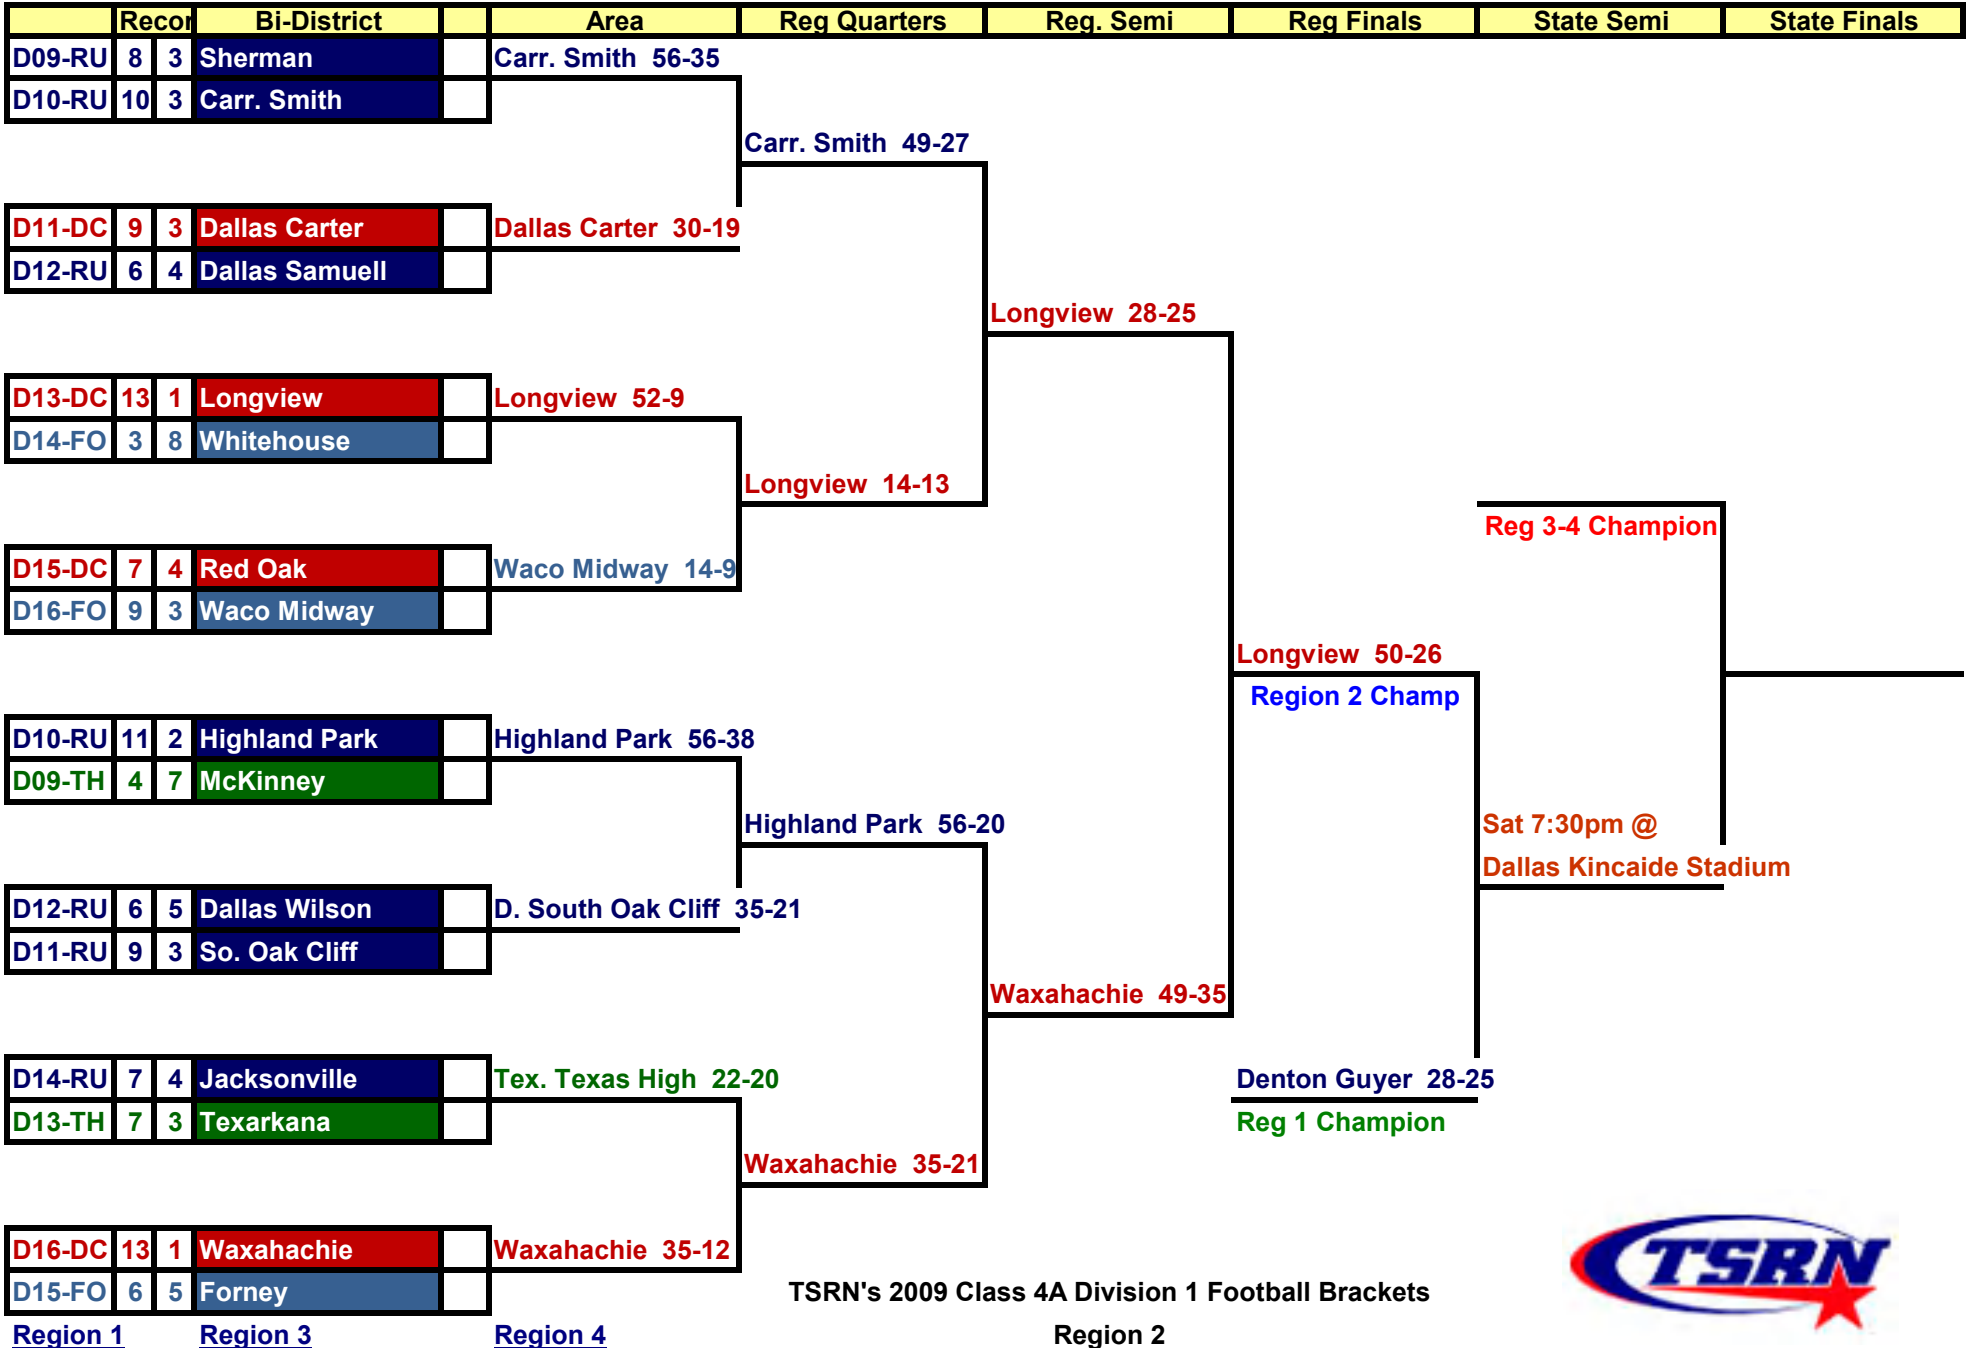 Recor Bi-District Area Reg Quarters Reg. Semi Reg Finals State Semi State Finals
D09-RU 8 3 Sherman Carr. Smith 56-35
D10-RU 10 3 Carr. Smith
Carr. Smith 49-27
D11-DC 9 3 Dallas Carter Dallas Carter 30-19
D12-RU 6 4 Dallas Samuell
Longview 28-25
D13-DC 13 1 Longview Longview 52-9
D14-FO 3 8 Whitehouse
Longview 14-13
Reg 3-4 Champion
D15-DC 7 4 Red Oak Waco Midway 14-9
D16-FO 9 3 Waco Midway
Longview 50-26
Region 2 Champ
D10-RU 11 2 Highland Park Highland Park 56-38
D09-TH 4 7 McKinney
Highland Park 56-20 Sat 7:30pm @
Dallas Kincaide Stadium
D12-RU 6 5 Dallas Wilson D. South Oak Cliff 35-21
D11-RU 9 3 So. Oak Cliff
Waxahachie 49-35
D14-RU 7 4 Jacksonville Tex. Texas High 22-20 Denton Guyer 28-25
D13-TH 7 3 Texarkana Reg 1 Champion
Waxahachie 35-21
D16-DC 13 1 Waxahachie Waxahachie 35-12
TSRN
D15-FO 6 5 Forney TSRN's 2009 Class 4A Division 1 Football Brackets
Region 1 Region 3 Region 4 Region 2